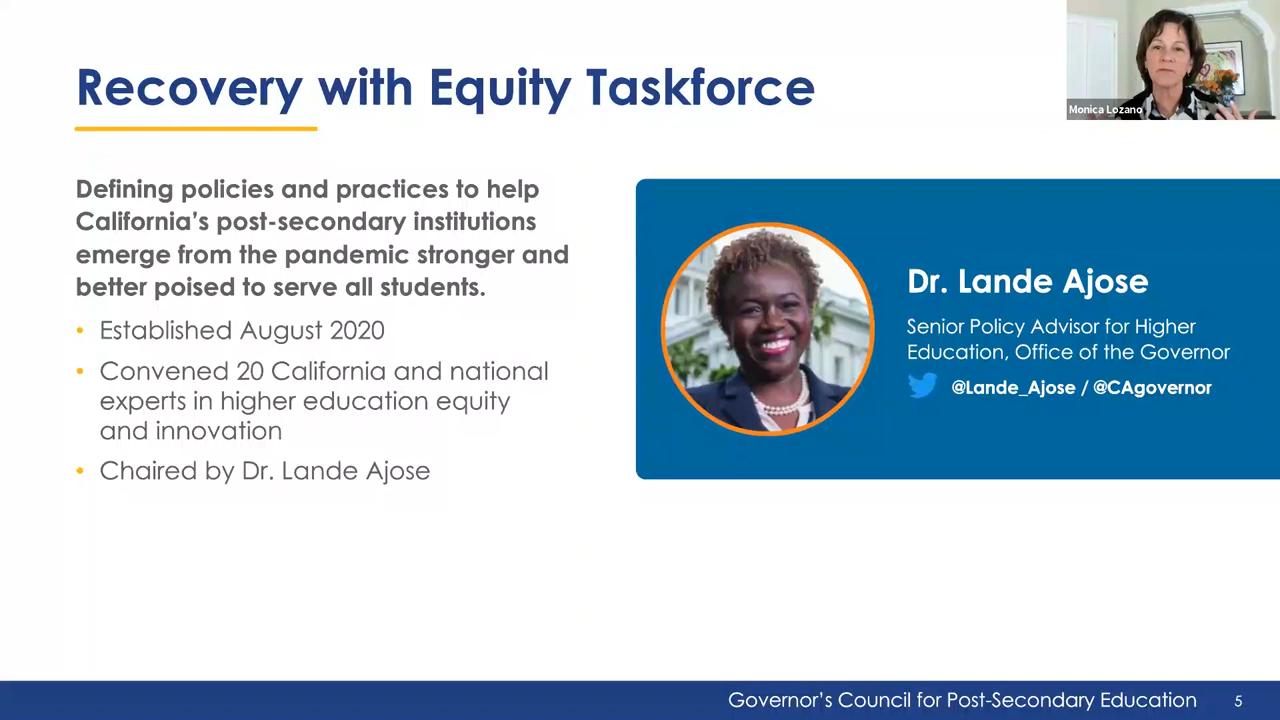 Recovery with Equity Taskforce
Monica Lozano
Defining policies and practices to help
California's post-secondary institutions
emerge from the pandemic stronger and
better poised to serve all students.
• Established August 2020
• Convened 20 California and national
experts in higher education equity
and innovation
• Chaired by Dr. Lande Ajose
Dr. Lande Ajose
Senior Policy Advisor for Higher
Education, Office of the Governor
@Lande_Ajose / @CAgovernor
Governor's Council for Post-Secondary Education 5